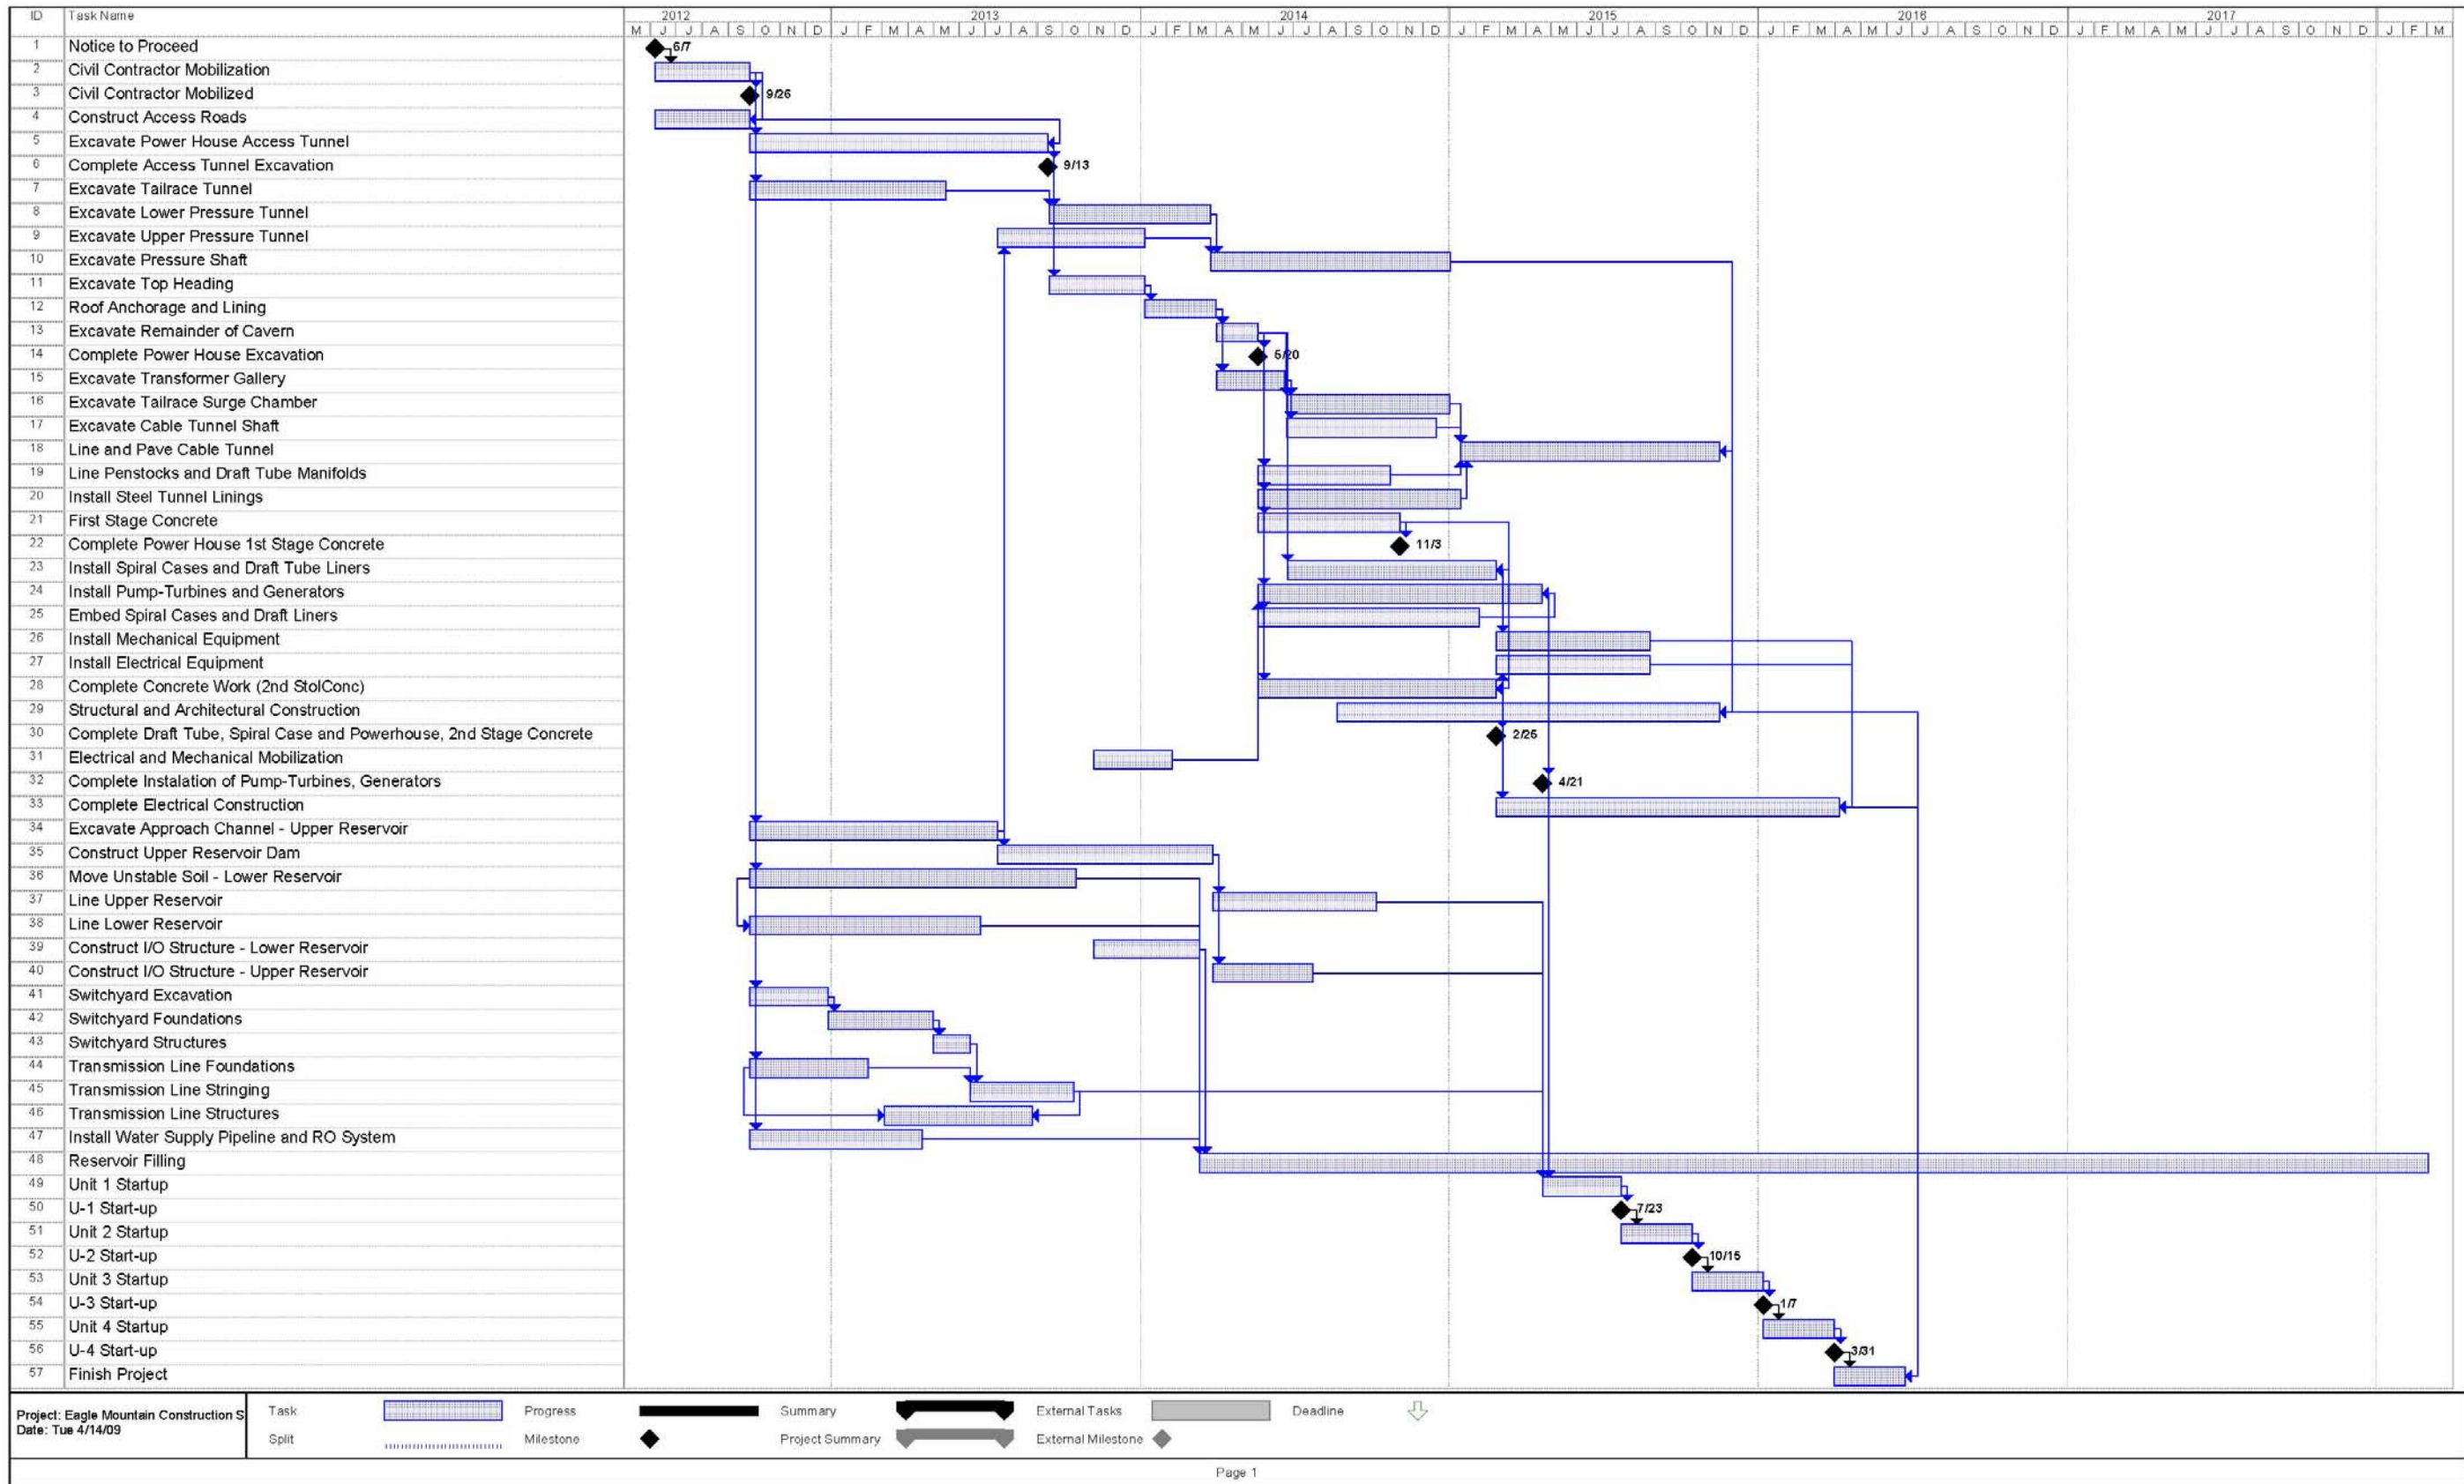 ID Task Name 2012 2013 2014 2015 2016 2017
M J J A S O N D J F M A M J J A S O N D J F M A M J J A S O N D J F M A M J J A S O N D J F M A M J J A S O N D J F M A M J J A S O N D J F M
1 Notice to Proceed 6/7
2 Civil Contractor Mobilization
3 Civil Contractor Mobilized 9/26
4 Construct Access Roads
5 Excavate Power House Access Tunnel
6 Complete Access Tunnel Excavation 9/13
7 Excavate Tailrace Tunnel
8 Excavate Lower Pressure Tunnel
9 Excavate Upper Pressure Tunnel
10 Excavate Pressure Shaft
11 Excavate Top Heading
12 Roof Anchorage and Lining
13 Excavate Remainder of Cavern
14 Complete Power House Excavation 5/20
15 Excavate Transformer Gallery
16 Excavate Tailrace Surge Chamber
17 Excavate Cable Tunnel Shaft
18 Line and Pave Cable Tunnel
19 Line Penstocks and Draft Tube Manifolds
20 Install Steel Tunnel Linings
21 First Stage Concrete
22 Complete Power House 1st Stage Concrete 11/3
23 Install Spiral Cases and Draft Tube Liners
24 Install Pump-Turbines and Generators
25 Embed Spiral Cases and Draft Liners
26 Install Mechanical Equipment
27 Install Electrical Equipment
28 Complete Concrete Work (2nd StolConc)
29 Structural and Architectural Construction
30 Complete Draft Tube, Spiral Case and Powerhouse, 2nd Stage Concrete 2/25
31 Electrical and Mechanical Mobilization
32 Complete Instalation of Pump-Turbines, Generators 4/21
33 Complete Electrical Construction
34 Excavate Approach Channel - Upper Reservoir
35 Construct Upper Reservoir Dam
36 Move Unstable Soil - Lower Reservoir
37 Line Upper Reservoir
38 Line Lower Reservoir
39 Construct I/O Structure - Lower Reservoir
40 Construct I/O Structure - Upper Reservoir
41 Switchyard Excavation
42 Switchyard Foundations
43 Switchyard Structures
44 Transmission Line Foundations
45 Transmission Line Stringing
46 Transmission Line Structures
47 Install Water Supply Pipeline and RO System
48 Reservoir Filling
49 Unit 1 Startup
50 U-1 Start-up 7/23
51 Unit 2 Startup
52 U-2 Start-up 10/15
53 Unit 3 Startup
54 U-3 Start-up 1/7
55 Unit 4 Startup
56 U-4 Start-up 3/31
57 Finish Project
Project: Eagle Mountain Construction S
Date: Tue 4/14/09
Task Progress Summary External Tasks Deadline
Split Milestone Project Summary External Milestone
Page 1